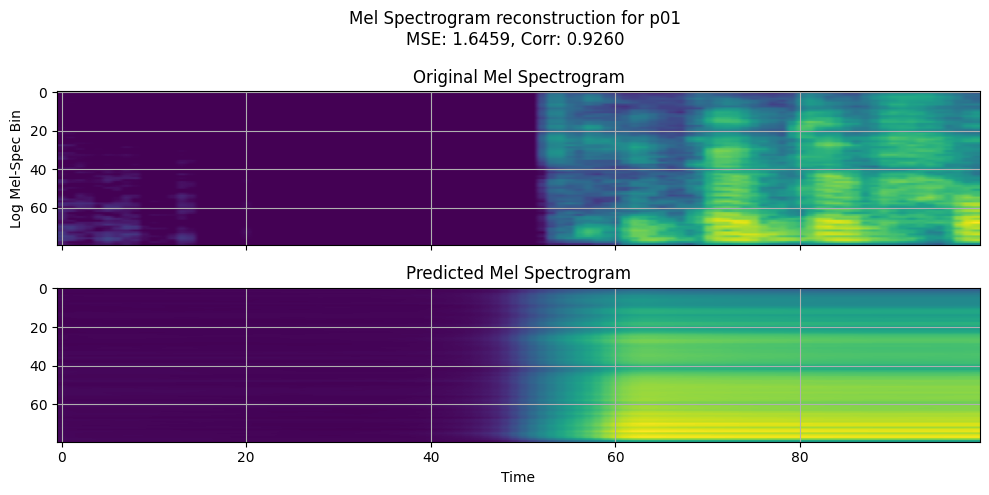 Mel Spectrogram reconstruction for p01
MSE: 1.6459, Corr: 0.9260
Original Mel Spectrogram
Log Mel-Spec Bin
0
20
40
60
Predicted Mel Spectrogram
0
20
40
60
0 20 40 60 80
Time